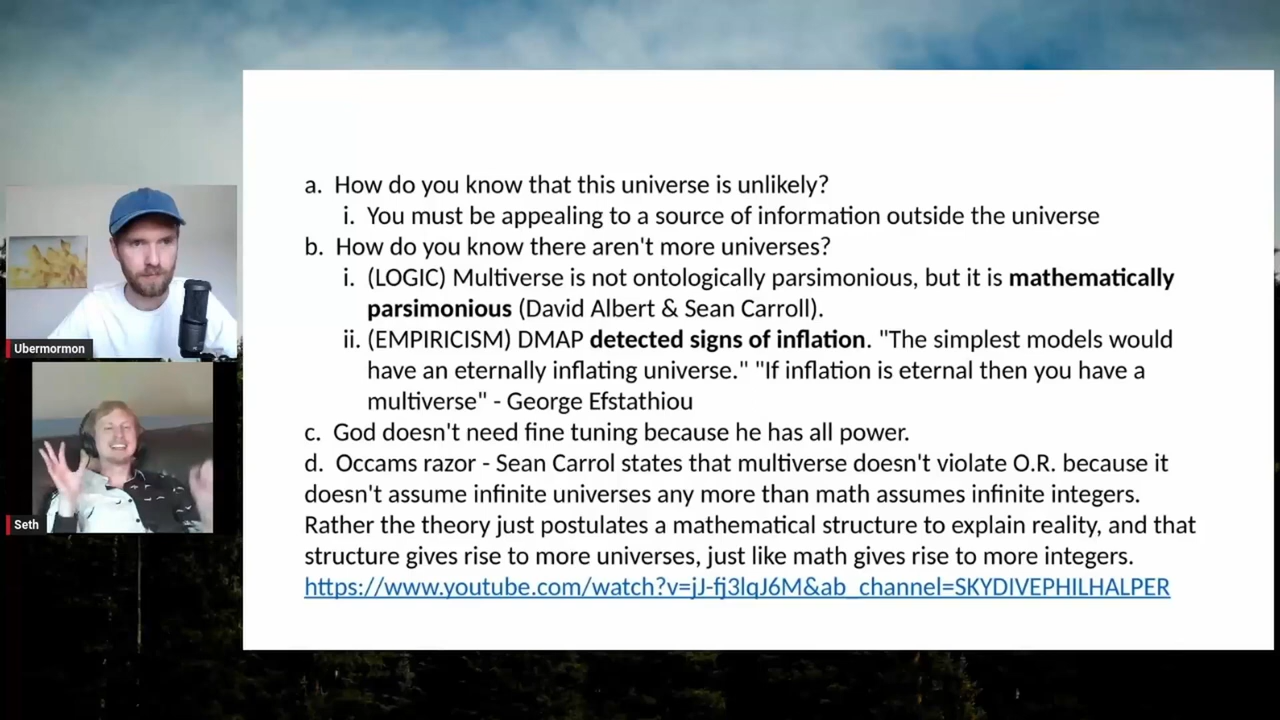 a. How do you know that this universe is unlikely?
i. You must be appealing to a source of information outside the universe
b. How do you know there aren't more universes?
i. (LOGIC) Multiverse is not ontologically parsimonious, but it is mathematically
parsimonious (David Albert & Sean Carroll).
ii. (EMPIRICISM) DMAP detected signs of inflation. "The simplest models would
have an eternally inflating universe." "If inflation is eternal then you have a
multiverse" - George Efstathiou
c. God doesn't need fine tuning because he has all power.
d. Occams razor - Sean Carrol states that multiverse doesn't violate O.R. because it
doesn't assume infinite universes any more than math assumes infinite integers.
Rather the theory just postulates a mathematical structure to explain reality, and that
structure gives rise to more universes, just like math gives rise to more integers.
https://www.youtube.com/watch?v=jJ-fj3lqJ6M&ab_channel=SKYDIVEPHILHALPER
Ubermormon
Seth